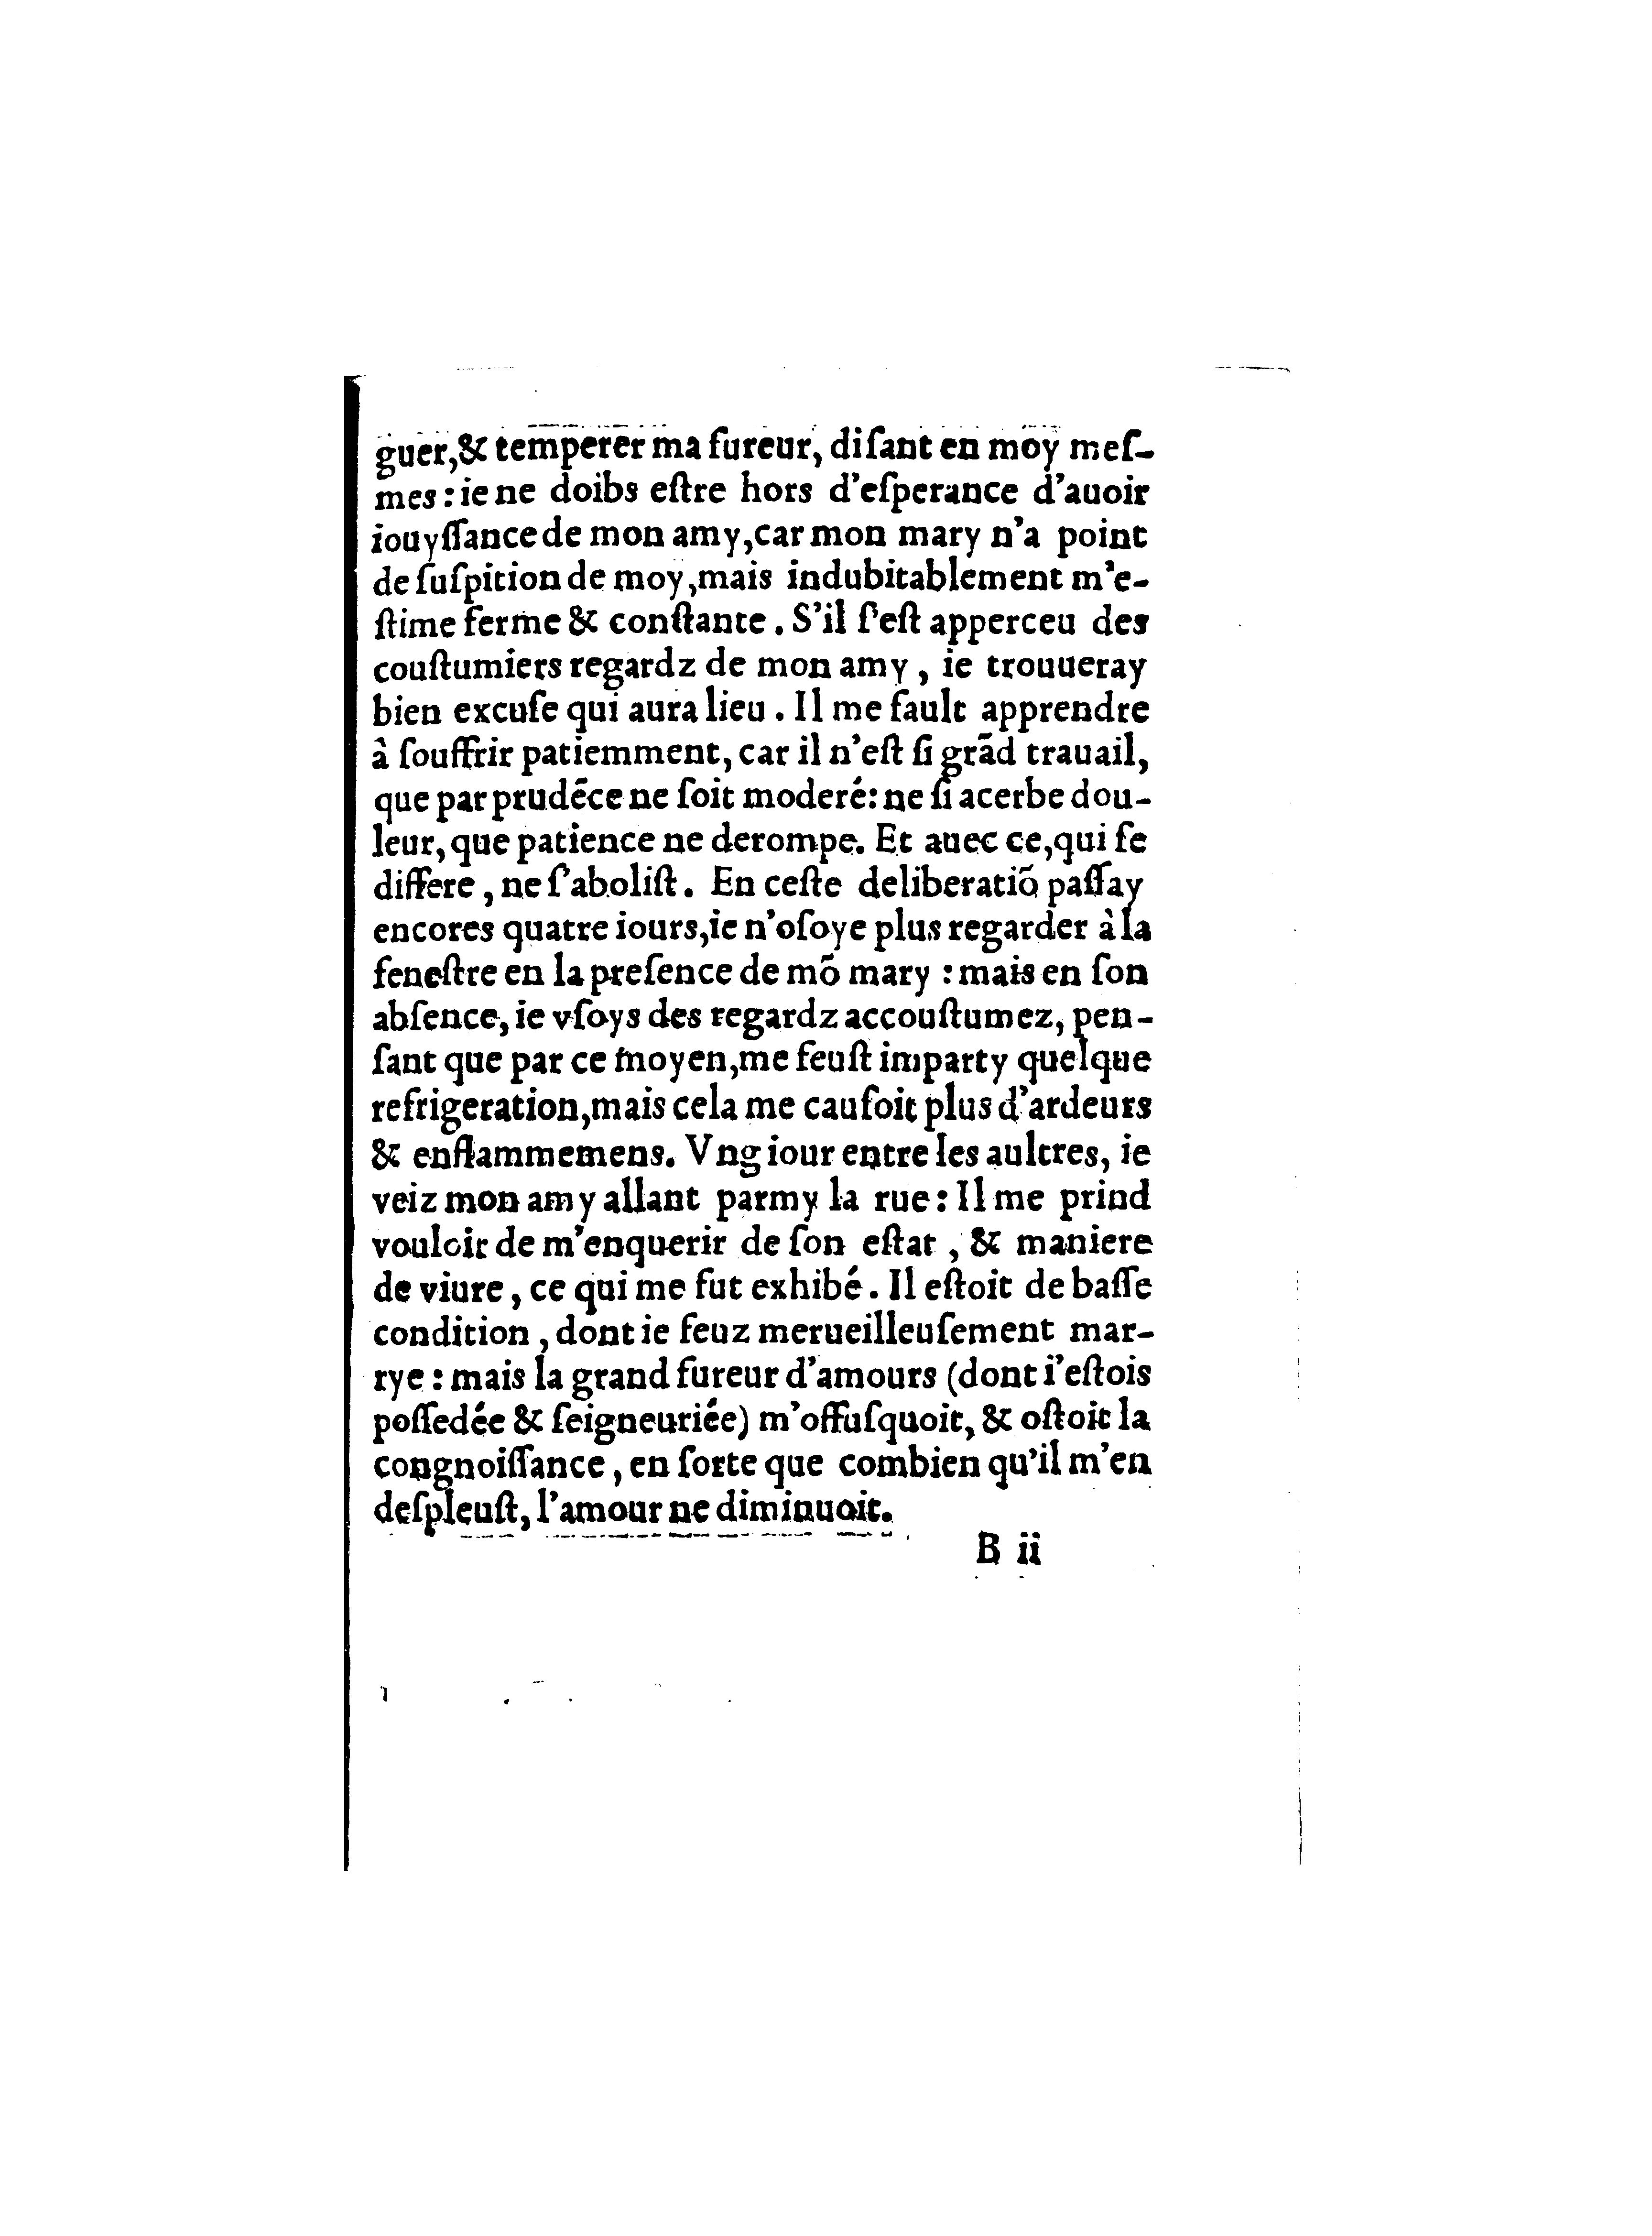 guer,& temperer ma fureur, diſant en moy meſ-
mes : ie ne doibs eſtre hors d'eſperance d'auoir
iouyſſance de mon amy,car mon mary n'a point
de ſuſpition de moy,mais indubitablement m'e-
ſtime ferme & conſtante . S'il ſ'eſt apperceu des
couſtumiers regardz de mon amy , ie trouueray
bien excuſe qui aura lieu . Il me fault apprendre
à ſouffrir patiemment, car il n'eſt ſi grãd trauail,
que par prudẽce ne ſoit moderé: ne ſi acerbe dou-
leur, que patience ne derompe. Et auec ce,qui ſe
differe , ne ſ'aboliſt. En ceſte deliberatiõ paſſay
encores quatre iours,ie n'oſoye plus regarder à la
feneſtre en la preſence de mõ mary : mais en ſon
abſence, ie vſoys des regardz accouſtumez, pen-
ſant que par ce moyen,me feuſt imparty quelque
refrigeration,mais cela me cauſoit plus d'ardeurs
& enflammemens. Vng iour entre les aultres, ie
veiz mon amy allant parmy la rue : Il me prind
vouloir de m'enquerir de ſon eſtat , & maniere
de viure , ce qui me fut exhibé . Il eſtoit de baſſe
condition , dont ie feuz merueilleuſement mar-
rye : mais la grand fureur d'amours (dont i'eſtois
poſſedée & ſeigneuriée) m'offuſquoit, & oſtoit la
congnoiſſance , en ſorte que combien qu'il m'en
deſpleuſt, l'amour ne diminuoit.
B ii